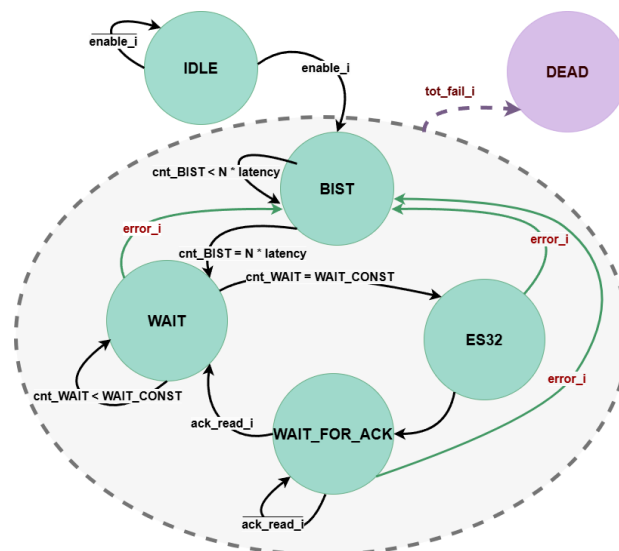 enable_i
IDLE
enable_i
DEAD
tot_fail_i
cnt_BIST < N * latency
BIST
error_i
error_i
cnt_BIST = N * latency
cnt_WAIT = WAIT_CONST
WAIT
ES32
error_i
cnt_WAIT < WAIT_CONST
ack_read_i
WAIT_FOR_ACK
ack_read_i